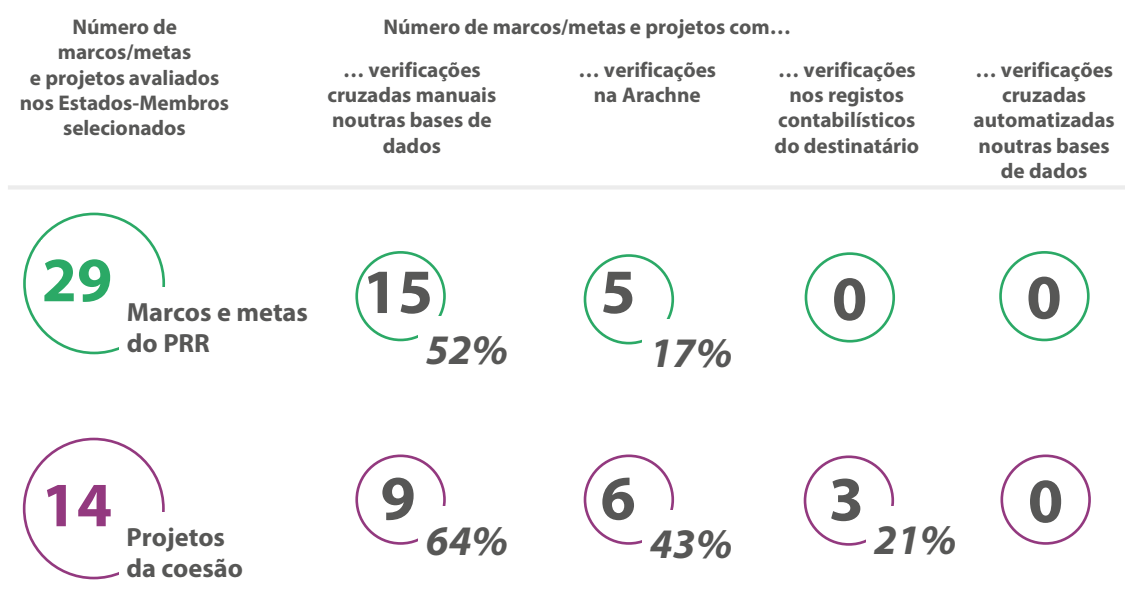 Número de
marcos/metas
e projetos avaliados
nos Estados-Membros
selecionados
Número de marcos/metas e projetos com…
… verificações
cruzadas manuais
noutras bases de
dados
… verificações
na Arachne
… verificações
nos registos
contabilísticos
do destinatário
… verificações
cruzadas
automatizadas
noutras bases
de dados
29
Marcos e metas
do PRR
15
52%
5
17%
0
0
14
Projetos
da coesão
9
64%
6
43%
3
21%
0